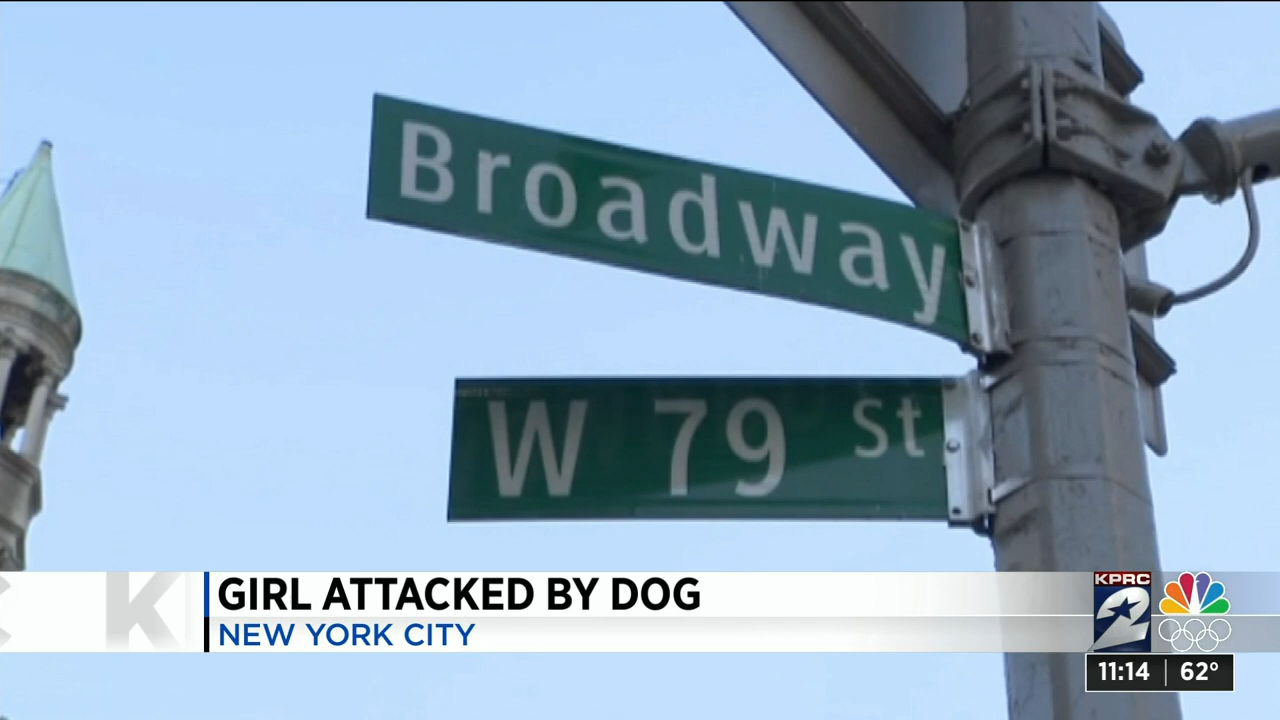 Broadway
W 79 St
GIRL ATTACKED BY DOG
NEW YORK CITY
KPRC
2
11:14 62°